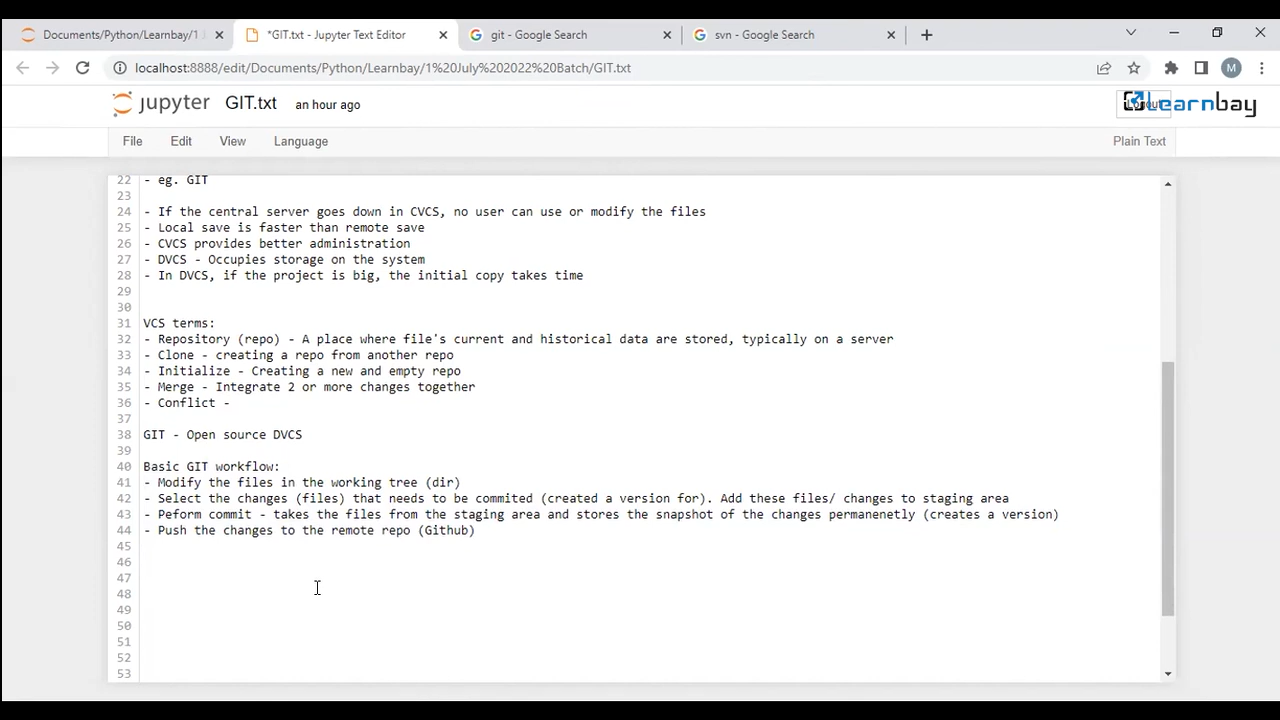 Documents/Python/Learnbay/1
*GIT.txt - Jupyter Text Editor
git - Google Search
svn - Google Search
localhost:8888/edit/Documents/Python/Learnbay/1%20July%202022%20Batch/GIT.txt
M
jupyter GIT.txt an hour ago
Learnbay
File Edit View Language Plain Text
22 - eg. GIT
23
24 - If the central server goes down in CVCS, no user can use or modify the files
25 - Local save is faster than remote save
26 - CVCS provides better administration
27 - DVCS - Occupies storage on the system
28 - In DVCS, if the project is big, the initial copy takes time
29
30
31 VCS terms:
32 - Repository (repo) - A place where file's current and historical data are stored, typically on a server
33 - Clone - creating a repo from another repo
34 - Initialize - Creating a new and empty repo
35 - Merge - Integrate 2 or more changes together
36 - Conflict -
37
38 GIT - Open source DVCS
39
40 Basic GIT workflow:
41 - Modify the files in the working tree (dir)
42 - Select the changes (files) that needs to be commited (created a version for). Add these files/ changes to staging area
43 - Peform commit - takes the files from the staging area and stores the snapshot of the changes permanenetly (creates a version)
44 - Push the changes to the remote repo (Github)
45
46
47
48
49
50
51
52
53